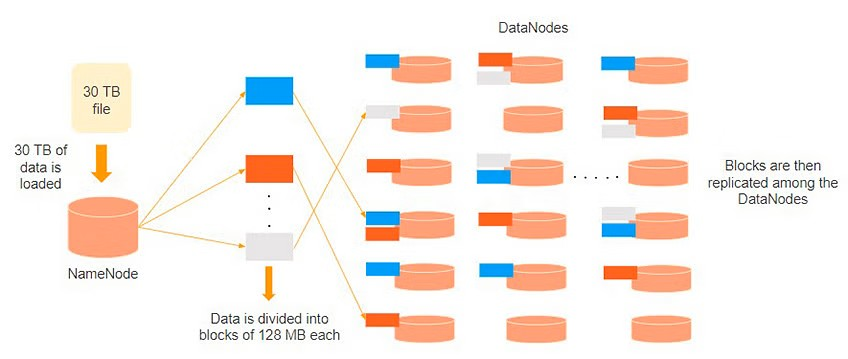 DataNodes
30 TB
file
30 TB of
data is
loaded
NameNode
Data is divided into
blocks of 128 MB each
Blocks are then
replicated among the
DataNodes